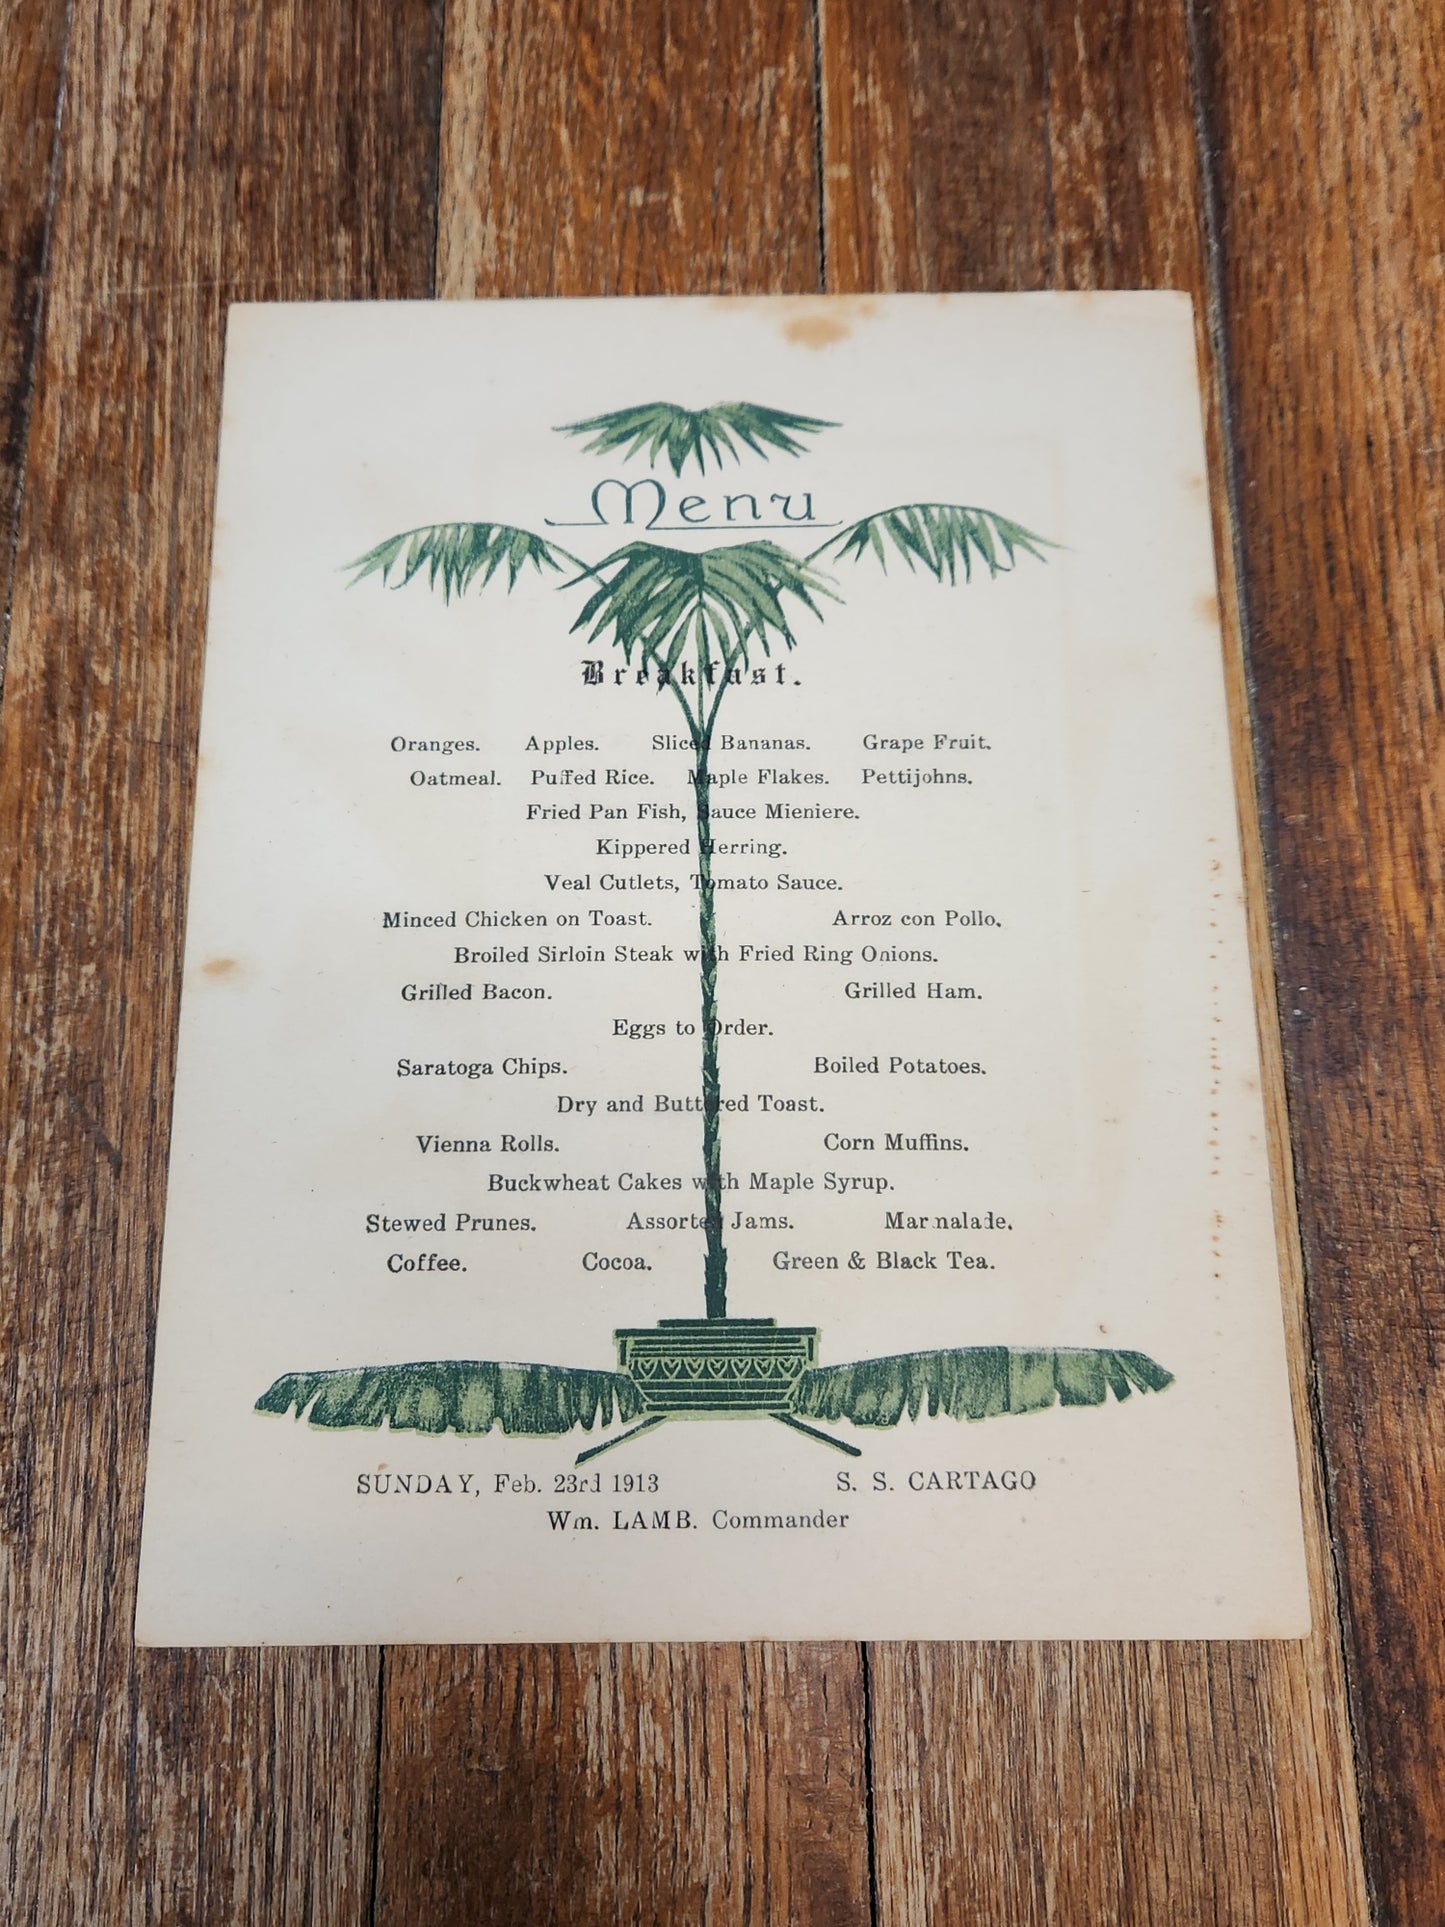 Menu
Breakfast.
Oranges. Apples. Sliced Bananas. Grape Fruit.
Oatmeal. Puffed Rice. Maple Flakes. Pettijohns.
Fried Pan Fish, Sauce Mieniere.
Kippered Herring.
Veal Cutlets, Tomato Sauce.
Minced Chicken on Toast. Arroz con Pollo.
Broiled Sirloin Steak with Fried Ring Onions.
Grilled Bacon. Grilled Ham.
Eggs to Order.
Saratoga Chips. Boiled Potatoes.
Dry and Buttered Toast.
Vienna Rolls. Corn Muffins.
Buckwheat Cakes with Maple Syrup.
Stewed Prunes. Assorted Jams. Marmalade.
Coffee. Cocoa. Green & Black Tea.
SUNDAY, Feb. 23rd 1913 S. S. CARTAGO
Wm. LAMB. Commander